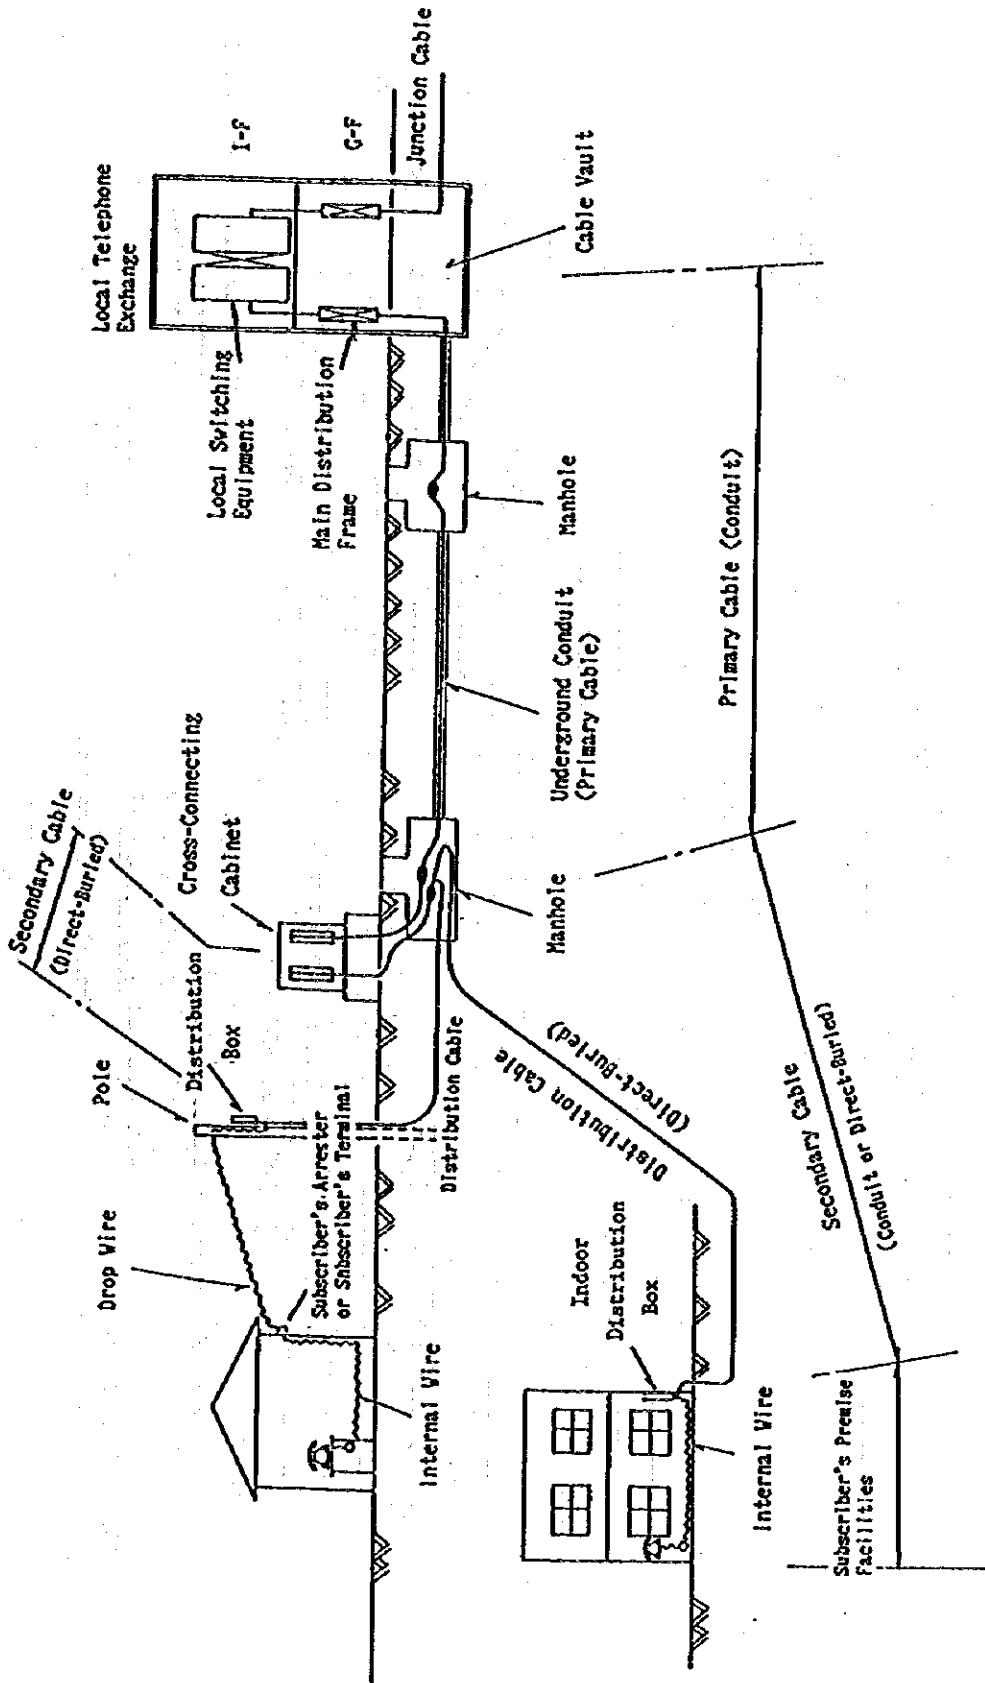 Secondary Cable
(Direct-Buried)
Local Telephone
Exchange
1-F
G-F
Junction Cable
Cable Vault
Local Switching
Equipment
Main Distribution
Frame
Manhole
Cross-Connecting
Cabinet
Underground Conduit
(Primary Cable)
Manhole
Pole
Distribution
Box
Distribution Cable
Distribution Cable
(Direct-Buried)
Drop Wire
Subscriber's Arrester
or Snbscriber's Terminal
Internal Wire
Indoor
Distribution
Box
Internal Wire
Subscriber's Premise
Facilities
Secondary Cable
(Conduit or Direct-Buried)
Primary Cable (Conduit)